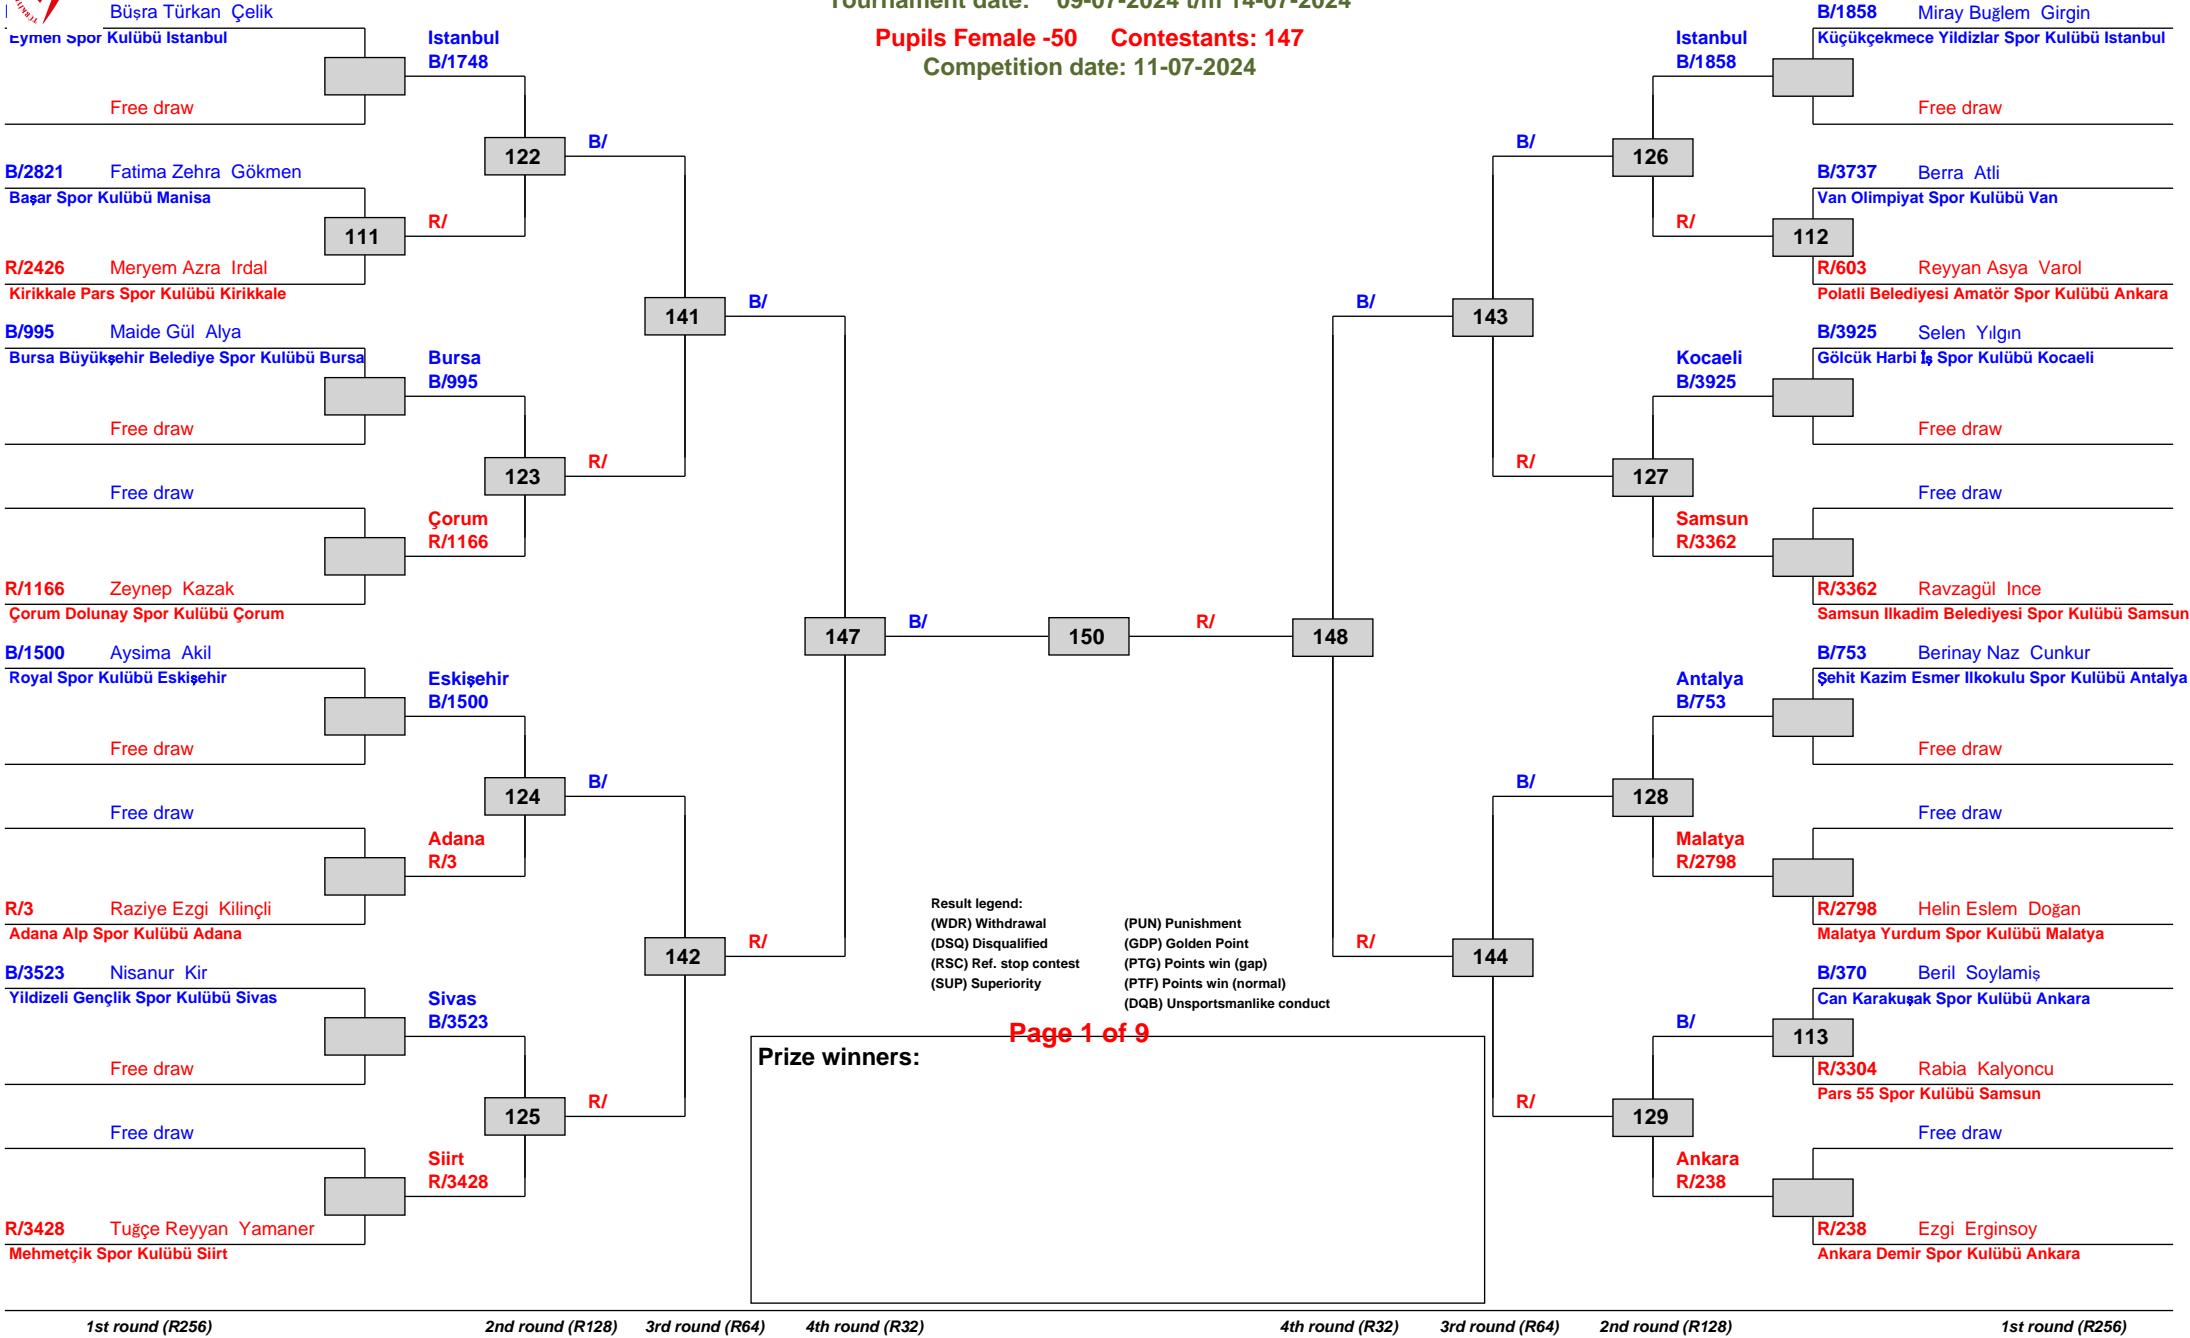 Tournament date: 09-07-2024 t/m 14-07-2024
Pupils Female -50 Contestants: 147
Competition date: 11-07-2024
Büşra Türkan Çelik
Eymen Spor Kulübü Istanbul
Free draw
Istanbul
B/1748
122
B/
B/2821 Fatima Zehra Gökmen
Başar Spor Kulübü Manisa
111
R/
R/2426 Meryem Azra Irdal
Kirikkale Pars Spor Kulübü Kirikkale
141
B/
B/995 Maide Gül Alya
Bursa Büyükşehir Belediye Spor Kulübü Bursa
Bursa
B/995
Free draw
123
R/
Free draw
Çorum
R/1166
R/1166 Zeynep Kazak
Çorum Dolunay Spor Kulübü Çorum
147
B/
150
R/
148
B/1500 Aysima Akil
Royal Spor Kulübü Eskişehir
Eskişehir
B/1500
Free draw
124
B/
Free draw
Adana
R/3
R/3 Raziye Ezgi Kilinçli
Adana Alp Spor Kulübü Adana
142
R/
B/3523 Nisanur Kir
Yildizeli Gençlik Spor Kulübü Sivas
Sivas
B/3523
Free draw
125
R/
Free draw
Siirt
R/3428
R/3428 Tuğçe Reyyan Yamaner
Mehmetçik Spor Kulübü Siirt
B/1858 Miray Buğlem Girgin
Küçükçekmece Yildizlar Spor Kulübü Istanbul
Istanbul
B/1858
Free draw
B/
126
B/3737 Berra Atli
Van Olimpiyat Spor Kulübü Van
R/
112
R/603 Reyyan Asya Varol
Polatli Belediyesi Amatör Spor Kulübü Ankara
B/
143
B/3925 Selen Yılgın
Gölcük Harbi İş Spor Kulübü Kocaeli
Kocaeli
B/3925
Free draw
R/
127
Free draw
Samsun
R/3362
R/3362 Ravzagül Ince
Samsun Ilkadim Belediyesi Spor Kulübü Samsun
B/753 Berinay Naz Cunkur
Şehit Kazim Esmer Ilkokulu Spor Kulübü Antalya
Antalya
B/753
Free draw
B/
128
Free draw
Malatya
R/2798
R/2798 Helin Eslem Doğan
Malatya Yurdum Spor Kulübü Malatya
R/
144
B/370 Beril Soylamiş
Can Karakuşak Spor Kulübü Ankara
B/
113
R/3304 Rabia Kalyoncu
Pars 55 Spor Kulübü Samsun
R/
129
Free draw
Ankara
R/238
R/238 Ezgi Erginsoy
Ankara Demir Spor Kulübü Ankara
Result legend:
(WDR) Withdrawal (PUN) Punishment
(DSQ) Disqualified (GDP) Golden Point
(RSC) Ref. stop contest (PTG) Points win (gap)
(SUP) Superiority (PTF) Points win (normal)
(DQB) Unsportsmanlike conduct
Page 1 of 9
Prize winners:
1st round (R256) 2nd round (R128) 3rd round (R64) 4th round (R32) 4th round (R32) 3rd round (R64) 2nd round (R128) 1st round (R256)